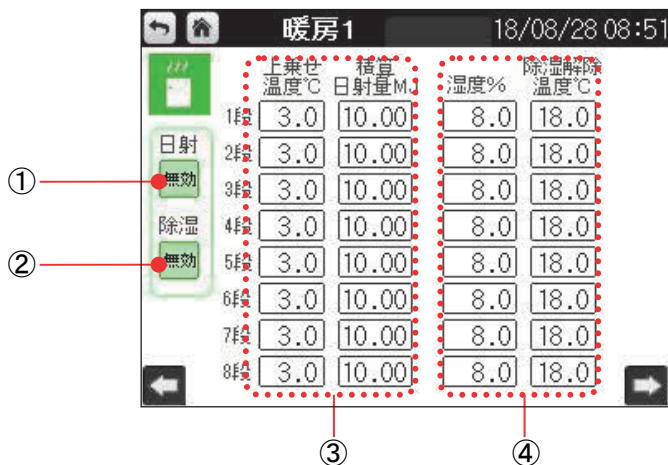 暖房1 18/08/28 08:51
上乗せ 積算 除湿解除
温度℃ 日射量MJ 湿度% 温度℃
1段 3.0 10.00 8.0 18.0
日射
2段 3.0 10.00 8.0 18.0
① 無効
3段 3.0 10.00 8.0 18.0
除湿 4段 3.0 10.00 8.0 18.0
② 無効 5段 3.0 10.00 8.0 18.0
6段 3.0 10.00 8.0 18.0
7段 3.0 10.00 8.0 18.0
8段 3.0 10.00 8.0 18.0
③ ④